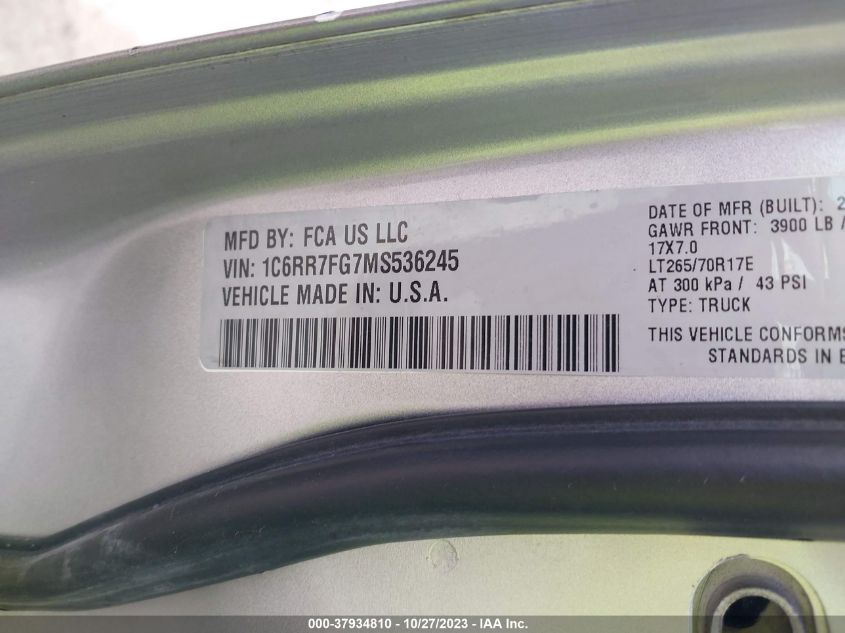 MFD BY: FCA US LLC
VIN: 1C6RR7FG7MS536245
VEHICLE MADE IN: U.S.A.
DATE OF MFR (BUILT): 2
GAWR FRONT: 3900 LB /
17X7.0
LT265/70R17E
AT 300 kPa / 43 PSI
TYPE: TRUCK
THIS VEHICLE CONFORMS
STANDARDS IN E
000-37934810 - 10/27/2023 - IAA Inc.